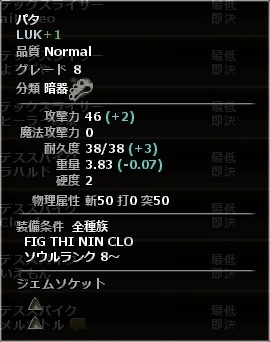 パタ
LUK+1
品質 Normal
グレード 8
分類 暗器
攻撃力 46 (+2)
魔法攻撃力 0
耐久度 38/38 (+3)
重量 3.83 (-0.07)
硬度 2
物理属性 斬50 打0 突50
装備条件 全種族
FIG THI NIN CLO
ソウルランク 8～
ジェムソケット